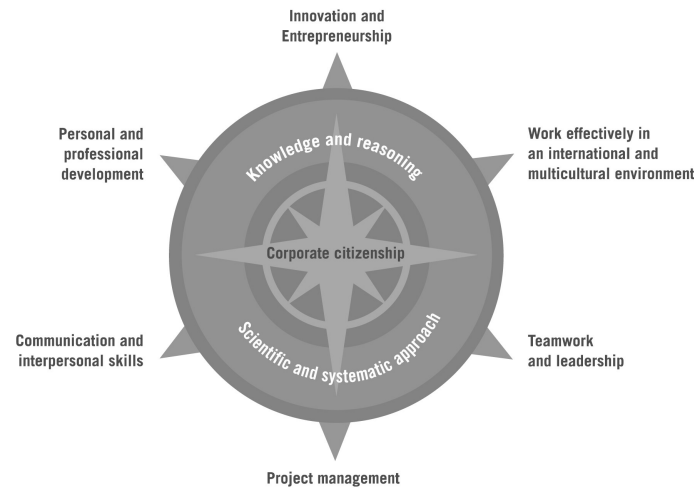 Innovation and
Entrepreneurship
Personal and
professional
development
Work effectively in
an international and
multicultural environment
Knowledge and reasoning
Corporate citizenship
Scientific and systematic approach
Communication and
interpersonal skills
Teamwork
and leadership
Project management